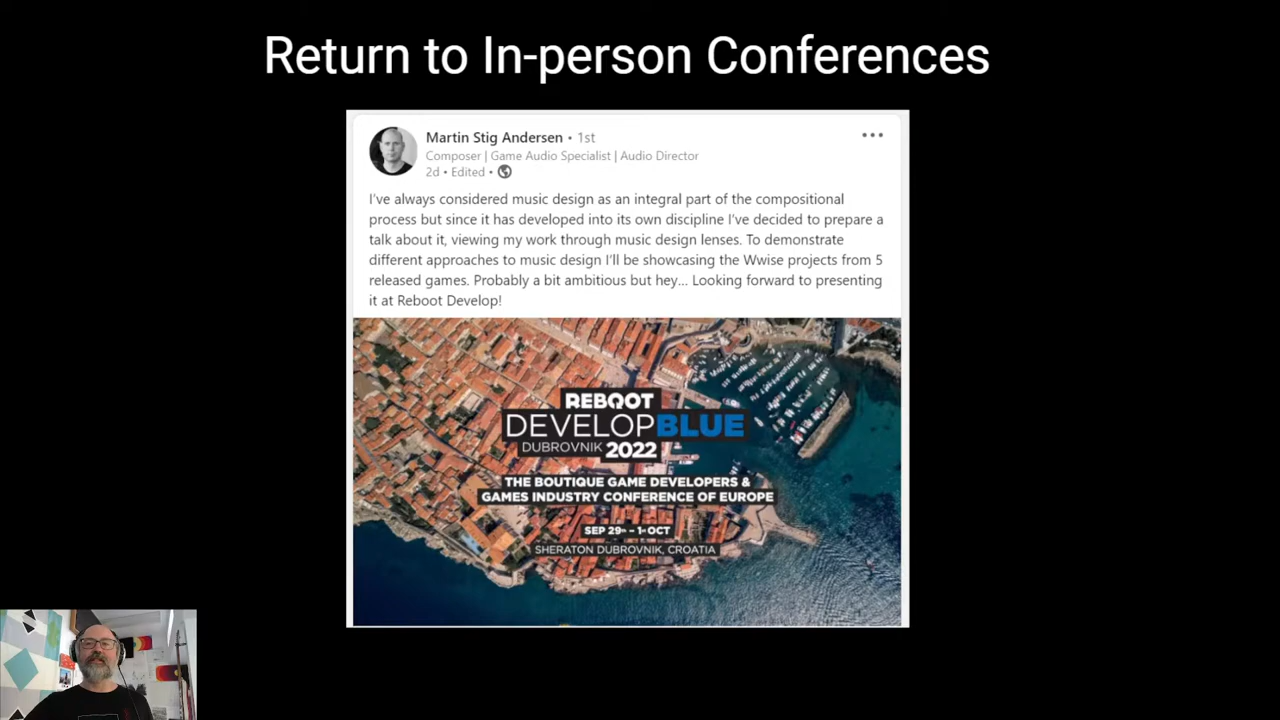 Return to In-person Conferences
Martin Stig Andersen • 1st
Composer | Game Audio Specialist | Audio Director
2d • Edited •
I've always considered music design as an integral part of the compositional
process but since it has developed into its own discipline I've decided to prepare a
talk about it, viewing my work through music design lenses. To demonstrate
different approaches to music design I'll be showcasing the Wwise projects from 5
released games. Probably a bit ambitious but hey... Looking forward to presenting
it at Reboot Develop!
REBOOT
DEVELOPBLUE
DUBROVNIK 2022
THE BOUTIQUE GAME DEVELOPERS &
GAMES INDUSTRY CONFERENCE OF EUROPE
SEP 29th – 1st OCT
SHERATON DUBROVNIK, CROATIA